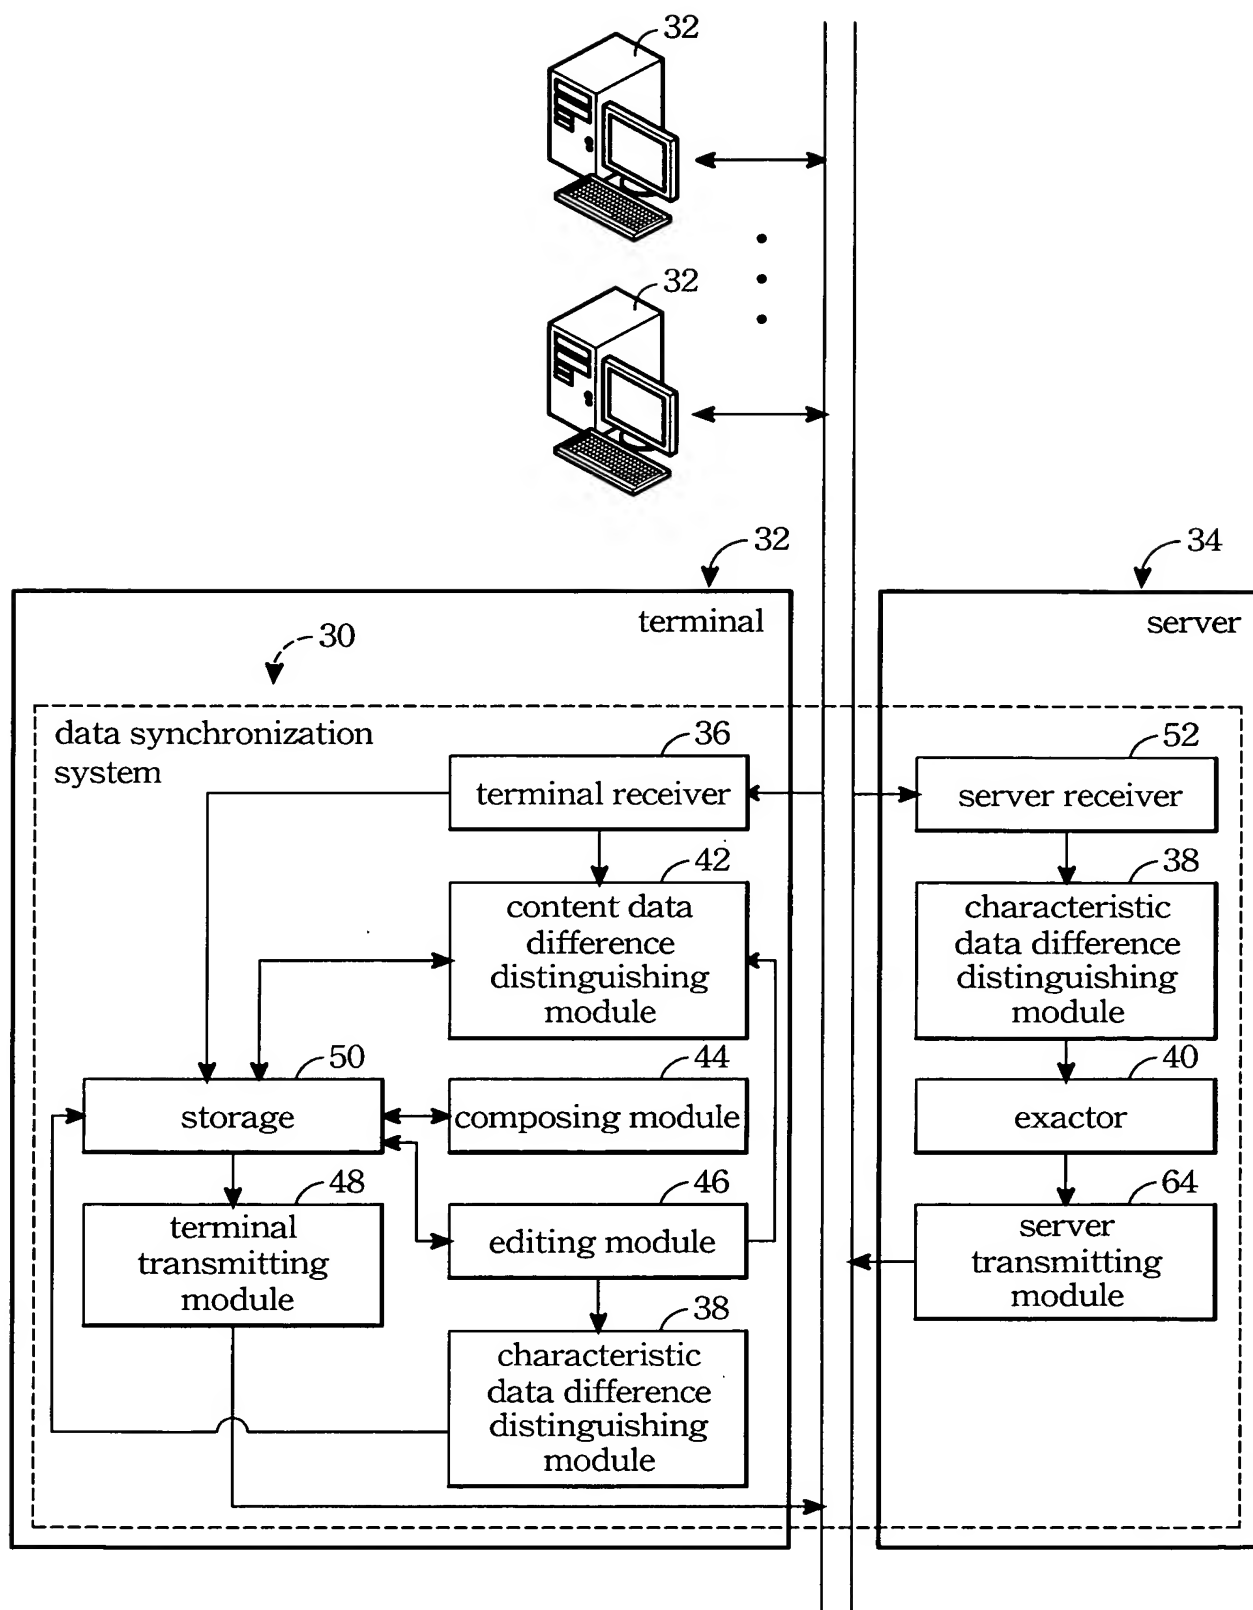 32
32
32
34
terminal
server
30
data synchronization
system
36
terminal receiver
52
server receiver
42
content data
difference
distinguishing
module
38
characteristic
data difference
distinguishing
module
50
storage
44
composing module
40
exactor
48
terminal
transmitting
module
46
editing module
64
server
transmitting
module
38
characteristic
data difference
distinguishing
module